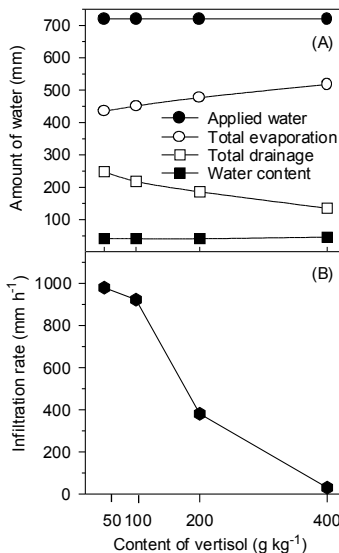 (A)
700
600
500
400
300
200
100
Amount of water (mm)
Applied water
Total evaporation
Total drainage
Water content
(B)
1000
800
600
400
200
0
Infiltration rate (mm h-1)
50 100 200 400
Content of vertisol (g kg-1)